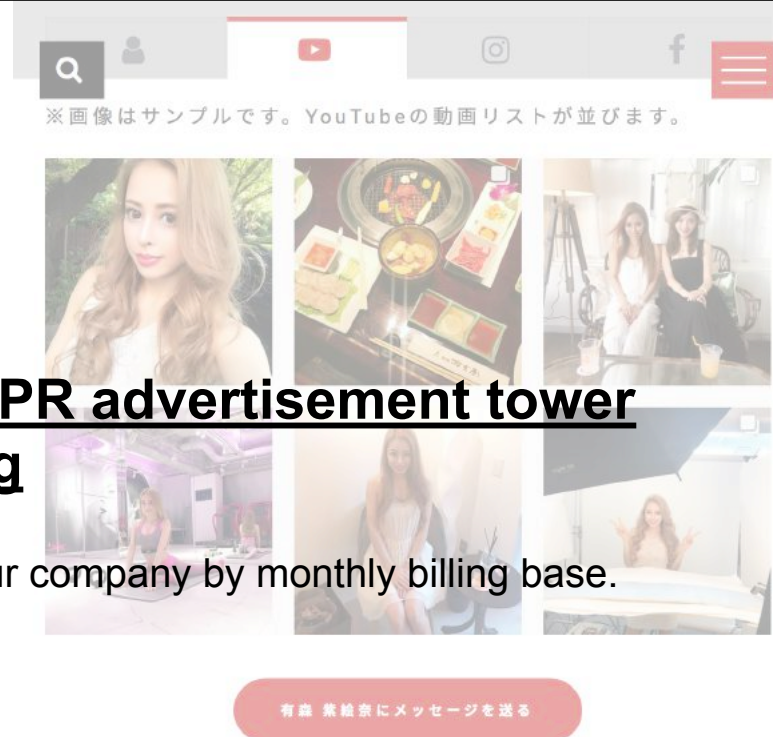 ※画像はサンプルです。YouTubeの動画リストが並びます。
PR advertisement tower
g
ur company by monthly billing base.
有森 紫絵奈にメッセージを送る